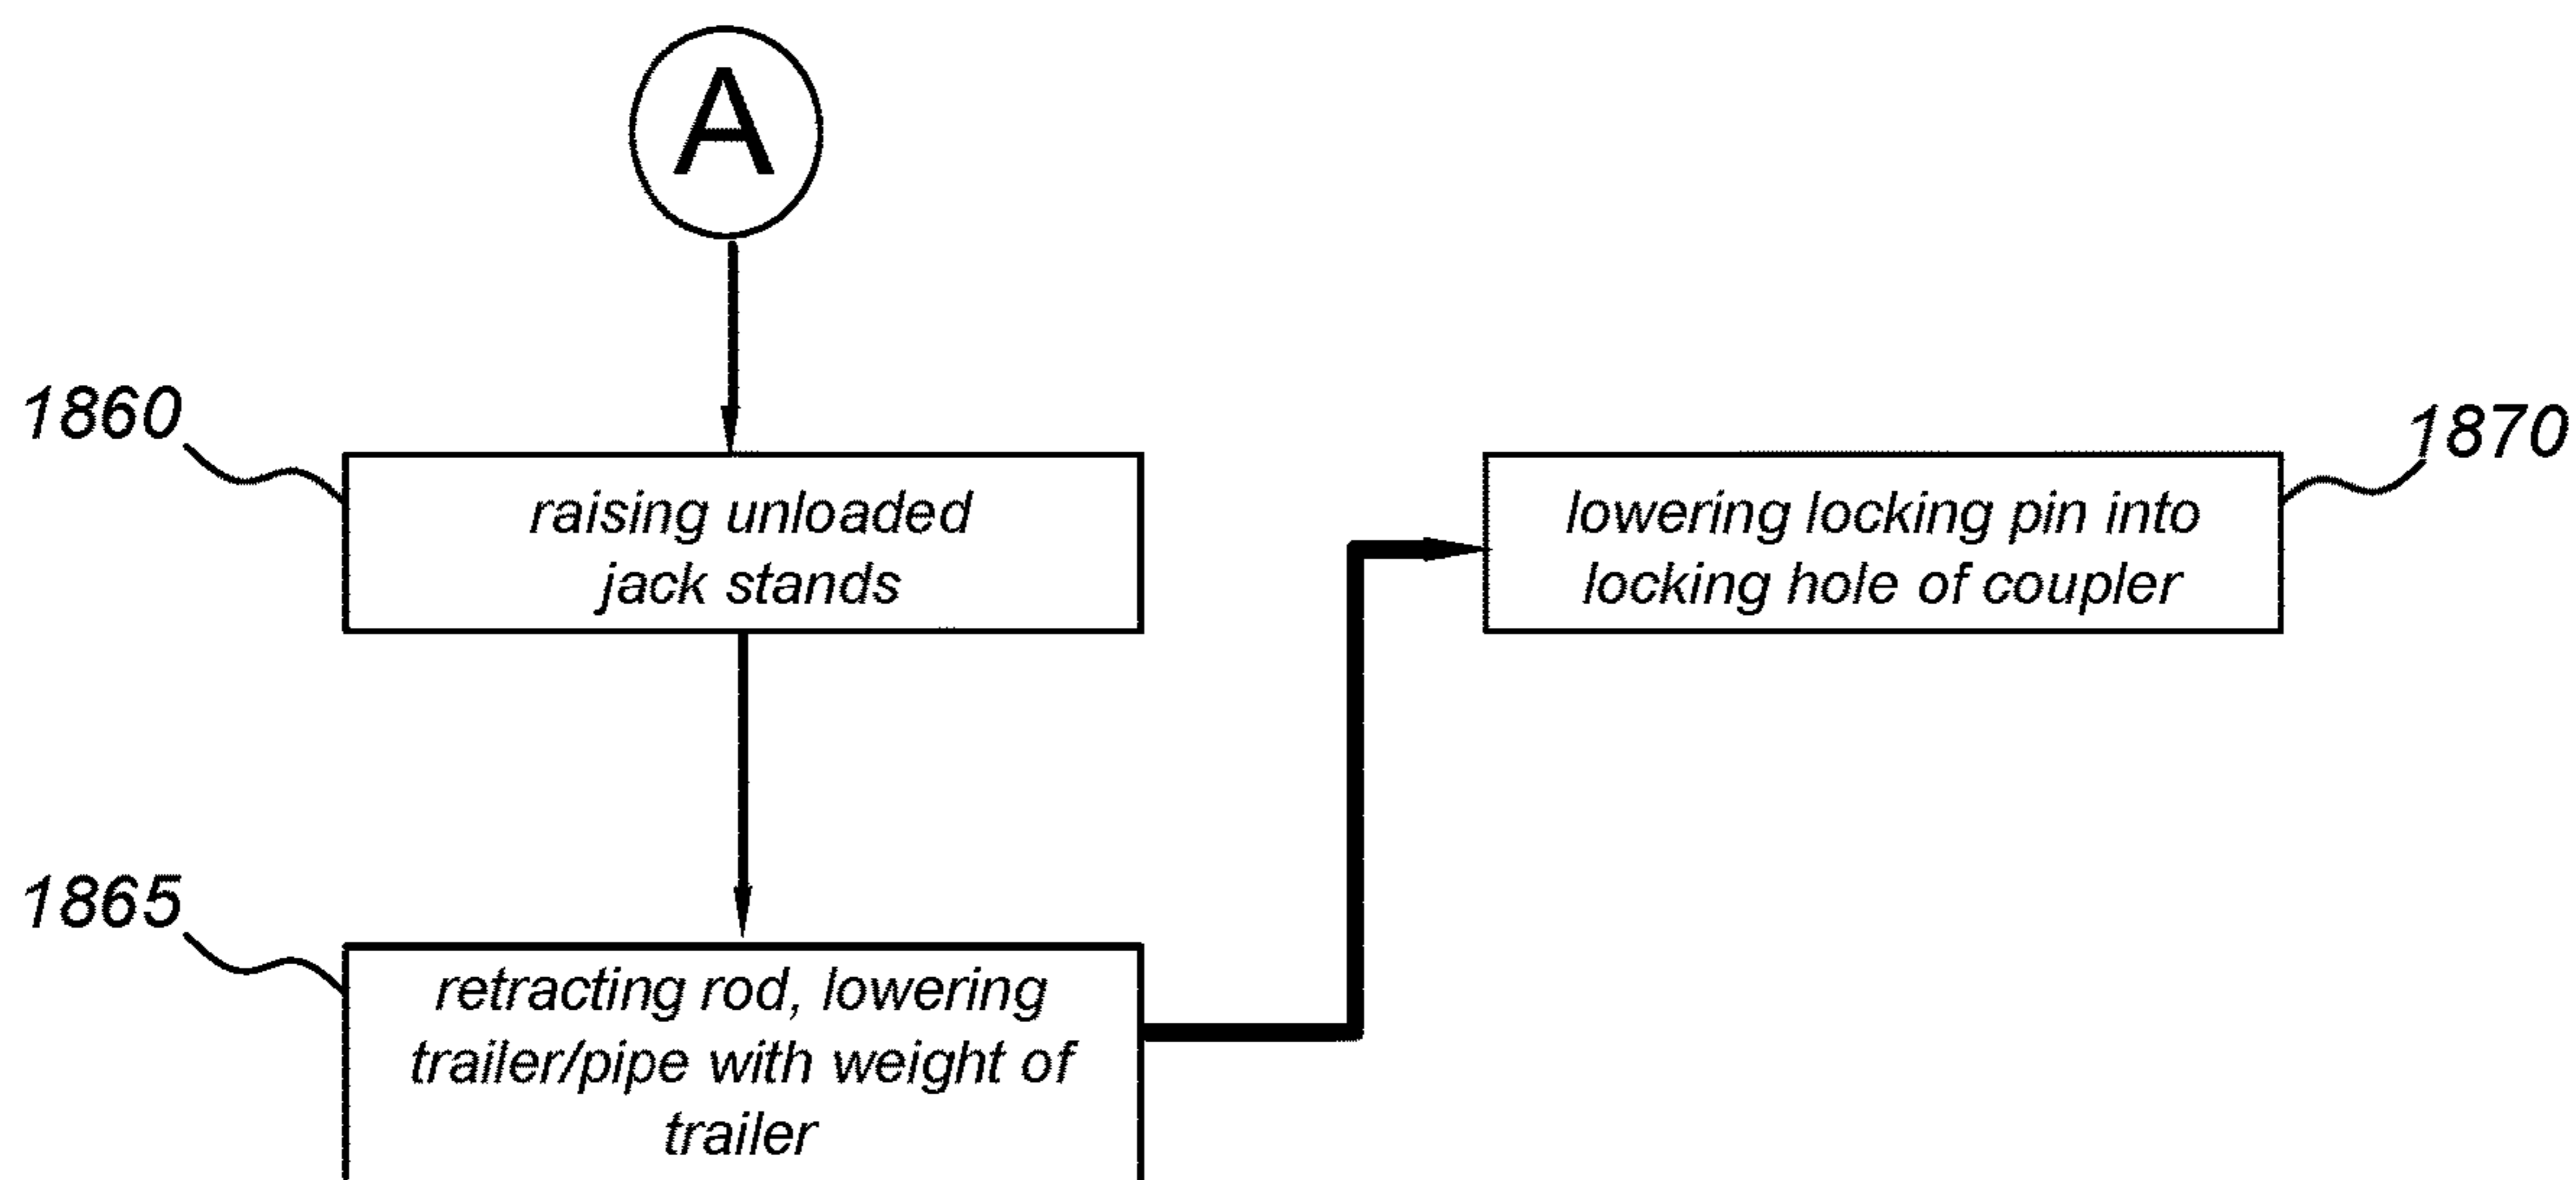 A
1860
raising unloaded
jack stands
1870
lowering locking pin into
locking hole of coupler
1865
retracting rod, lowering
trailer/pipe with weight of
trailer